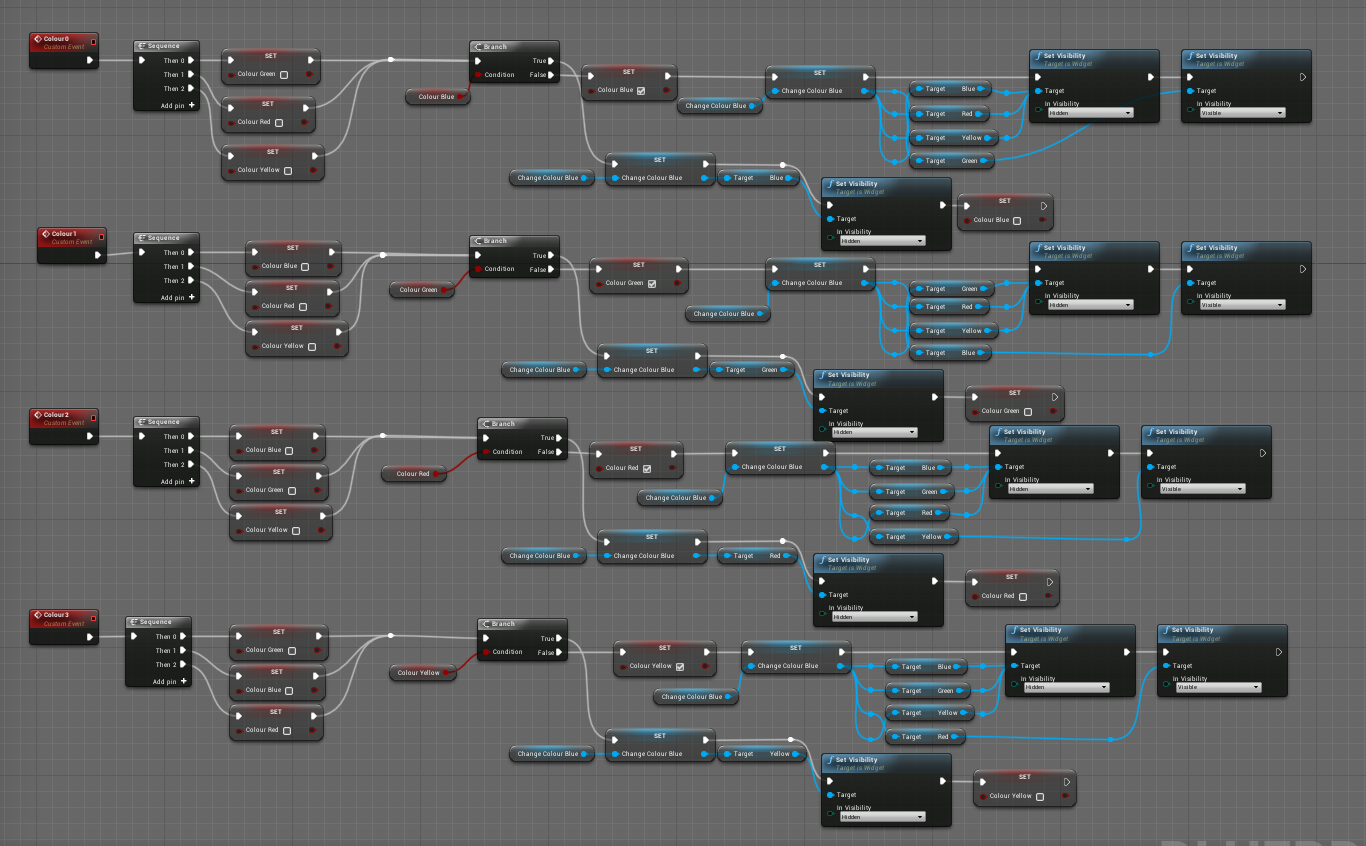 Colour0
Custom Event
Sequence
Then 0
Then 1
Then 2
Add pin
SET
Colour Green
SET
Colour Red
SET
Colour Yellow
Branch
True
Condition
False
Colour Blue
SET
Colour Blue
Change Colour Blue
SET
Change Colour Blue
Target Blue
Target Red
Target Yellow
Target Green
Set Visibility
Target is Widget
Target
In Visibility
Hidden
Set Visibility
Target is Widget
Target
In Visibility
Visible
Change Colour Blue
SET
Change Colour Blue
Target Blue
Set Visibility
Target is Widget
Target
In Visibility
Hidden
SET
Colour Blue
Colour1
Custom Event
Sequence
Then 0
Then 1
Then 2
Add pin
SET
Colour Blue
SET
Colour Red
SET
Colour Yellow
Branch
True
Condition
False
Colour Green
SET
Colour Green
Change Colour Blue
SET
Change Colour Blue
Target Green
Target Red
Target Yellow
Target Blue
Set Visibility
Target is Widget
Target
In Visibility
Hidden
Set Visibility
Target is Widget
Target
In Visibility
Visible
Change Colour Blue
SET
Change Colour Blue
Target Green
Set Visibility
Target is Widget
Target
In Visibility
Hidden
SET
Colour Green
Colour2
Custom Event
Sequence
Then 0
Then 1
Then 2
Add pin
SET
Colour Blue
SET
Colour Green
SET
Colour Yellow
Branch
True
Condition
False
Colour Red
SET
Colour Red
Change Colour Blue
SET
Change Colour Blue
Target Blue
Target Green
Target Red
Target Yellow
Set Visibility
Target is Widget
Target
In Visibility
Hidden
Set Visibility
Target is Widget
Target
In Visibility
Visible
Change Colour Blue
SET
Change Colour Blue
Target Red
Set Visibility
Target is Widget
Target
In Visibility
Hidden
SET
Colour Red
Colour3
Custom Event
Sequence
Then 0
Then 1
Then 2
Add pin
SET
Colour Green
SET
Colour Blue
SET
Colour Red
Branch
True
Condition
False
Colour Yellow
SET
Colour Yellow
Change Colour Blue
SET
Change Colour Blue
Target Blue
Target Green
Target Yellow
Target Red
Set Visibility
Target is Widget
Target
In Visibility
Hidden
Set Visibility
Target is Widget
Target
In Visibility
Visible
Change Colour Blue
SET
Change Colour Blue
Target Yellow
Set Visibility
Target is Widget
Target
In Visibility
Hidden
SET
Colour Yellow